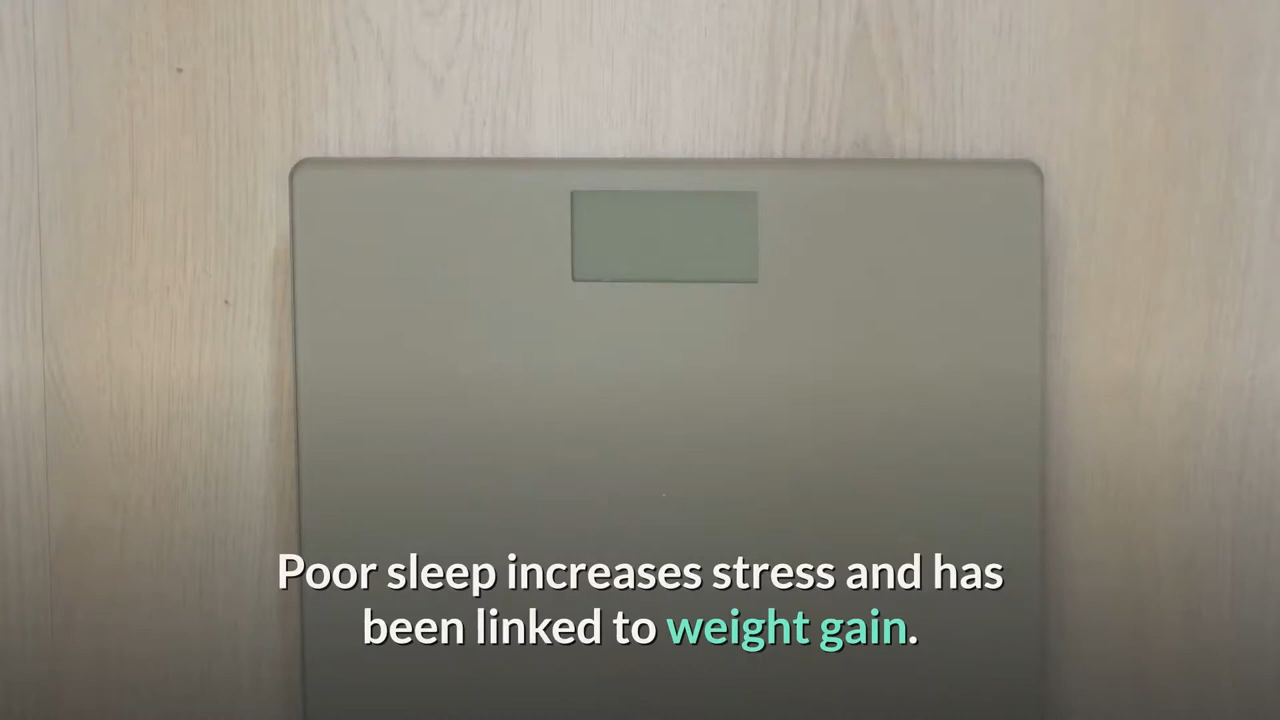 Poor sleep increases stress and has
been linked to weight gain.